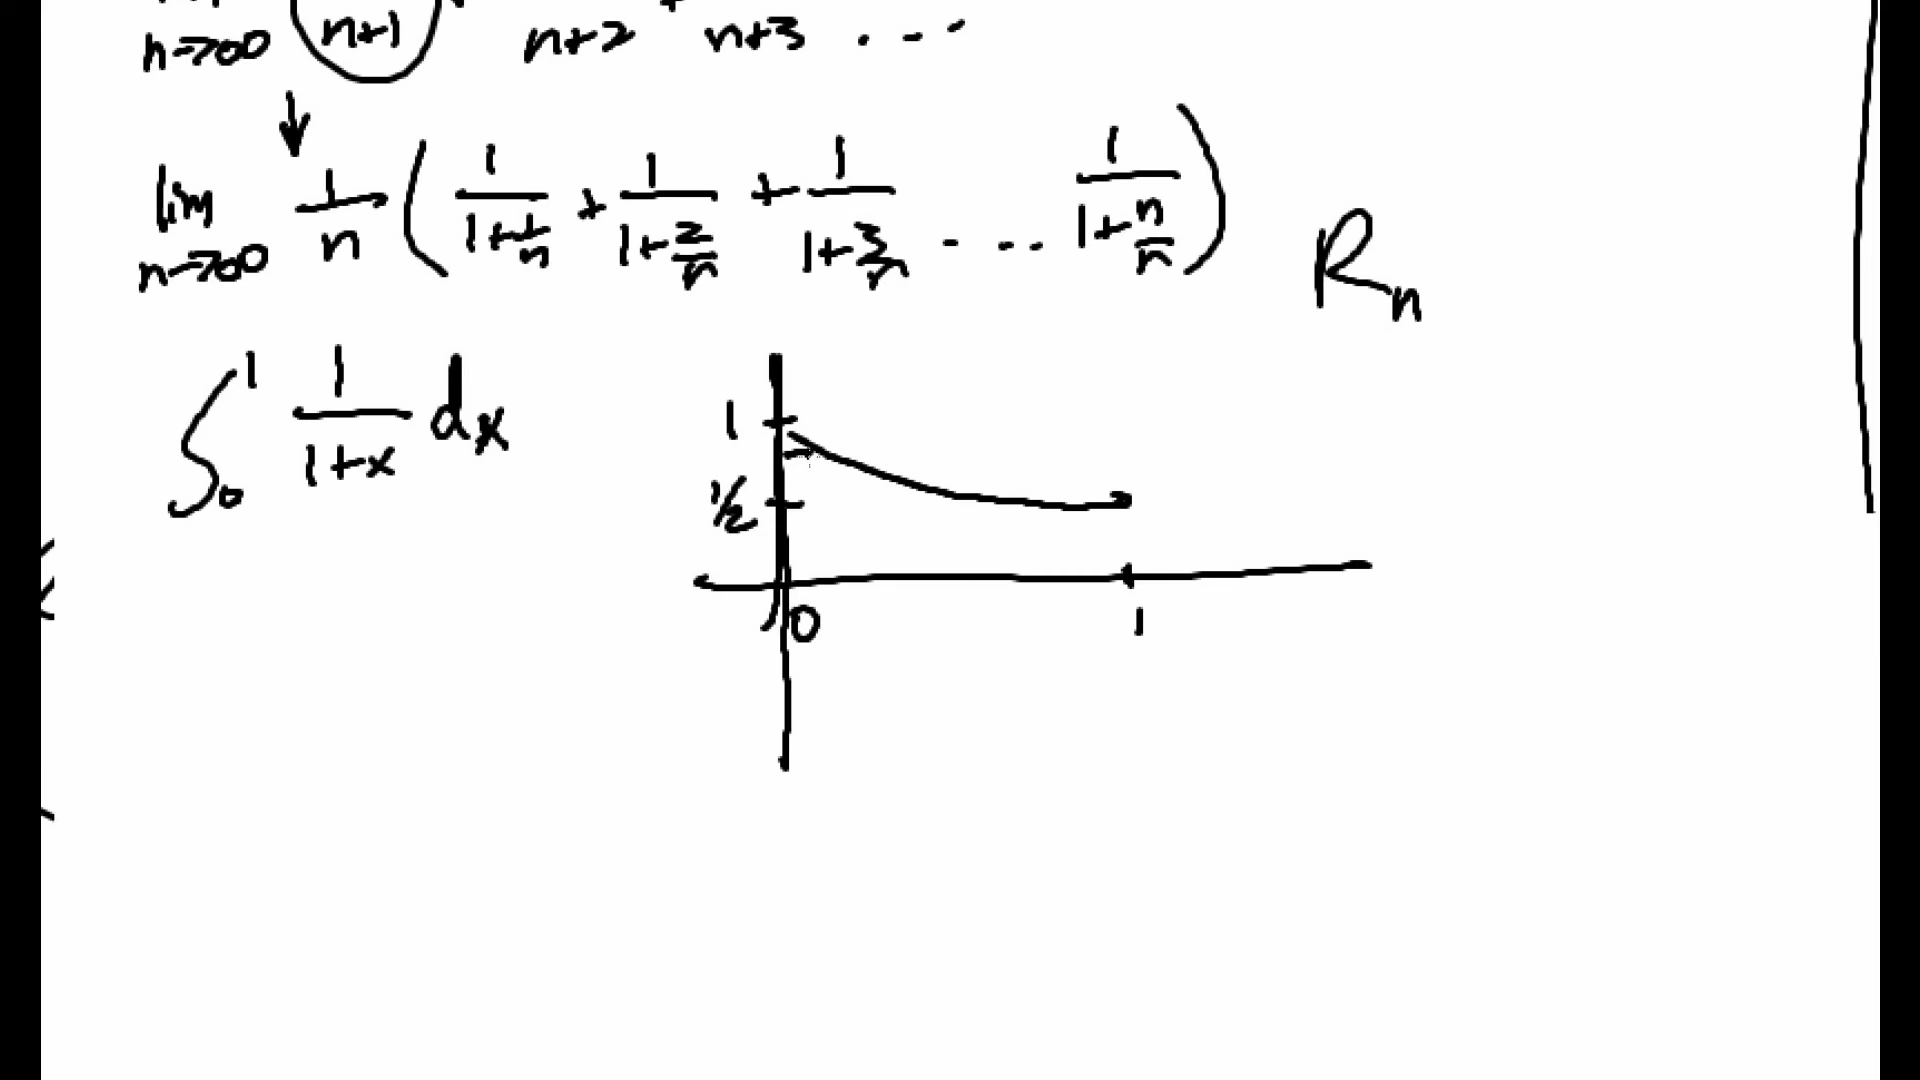 n→∞ n+1 n+2 + n+3 ...
↓
lim n→∞ 1/n ( 1/(1+1/n) + 1/(1+2/n) + 1/(1+3/n) ... 1/(1+n/n) ) Rn
∫₀¹ 1/(1+x) dx
1
1/2
0 1